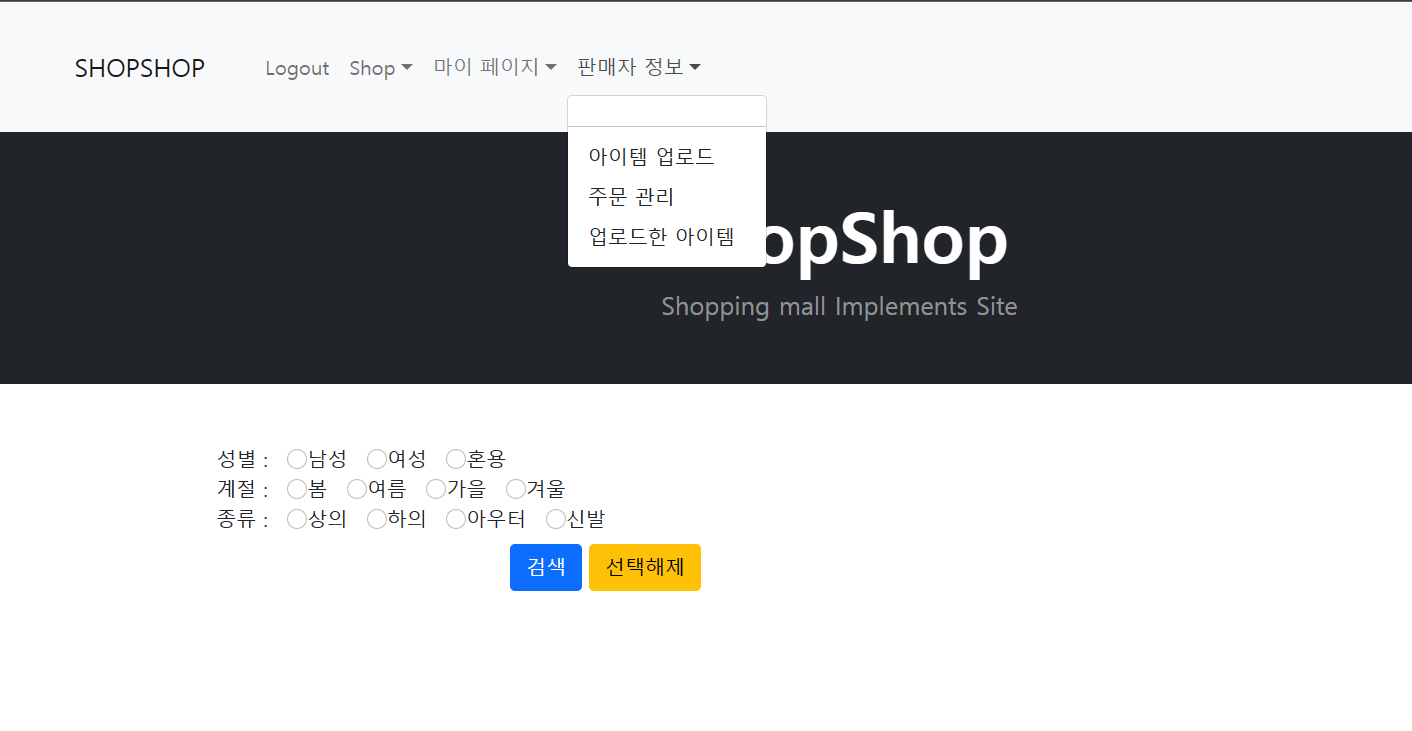 SHOPSHOP Logout Shop 마이 페이지 판매자 정보
아이템 업로드
주문 관리
업로드한 아이템
opShop
Shopping mall Implements Site
성별 : 남성 여성 혼용
계절 : 봄 여름 가을 겨울
종류 : 상의 하의 아우터 신발
검색 선택해제